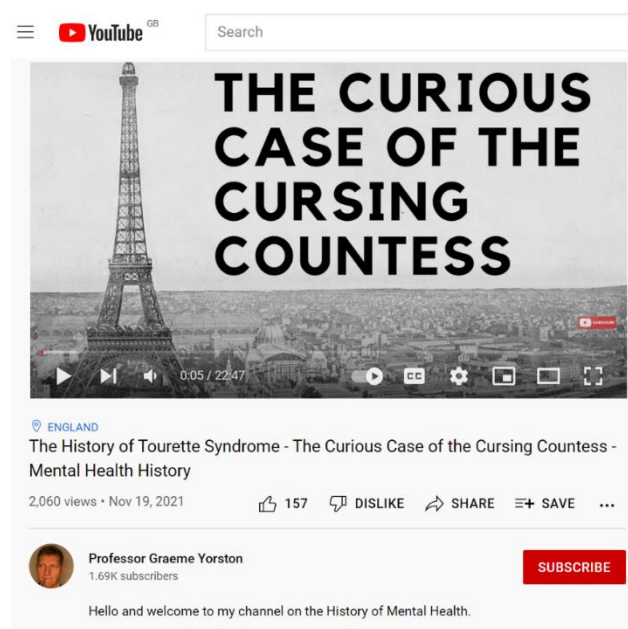 YouTube GB
Search
THE CURIOUS
CASE OF THE
CURSING
COUNTESS
SUBSCRIBE
0:05 / 22:47
CC
ENGLAND
The History of Tourette Syndrome - The Curious Case of the Cursing Countess -
Mental Health History
2,060 views • Nov 19, 2021
157 DISLIKE SHARE SAVE ...
Professor Graeme Yorston
1.69K subscribers
SUBSCRIBE
Hello and welcome to my channel on the History of Mental Health.